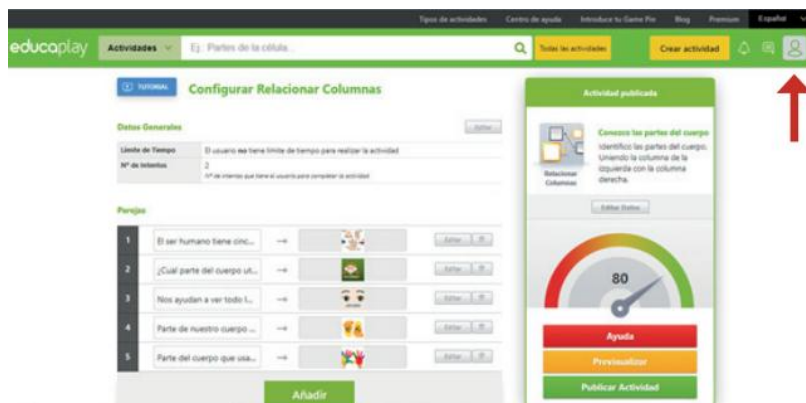 Tipos de actividades Centro de ayuda Introduce tu Game Pin Blog Premium Español
educaplay Actividades Ej.: Partes de la célula... Todas las actividades Crear actividad
TUTORIAL Configurar Relacionar Columnas
Datos Generales Editar
Límite de Tiempo El usuario no tiene límite de tiempo para realizar la actividad
Nº de Intentos 2
Nº de intentos que tiene el usuario para completar la actividad
Parejas
1 El ser humano tiene cinc... → Editar
2 ¿Cuál parte del cuerpo ut... → Editar
3 Nos ayudan a ver todo l... → Editar
4 Parte de nuestro cuerpo ... → Editar
5 Parte del cuerpo que usa... → Editar
Añadir
Actividad publicada
Relacionar
Columnas
Conozco las partes del cuerpo
Identifico las partes del cuerpo.
Uniendo la columna de la
izquierda con la columna
derecha.
Editar Datos
80
Ayuda
Previsualizar
Publicar Actividad